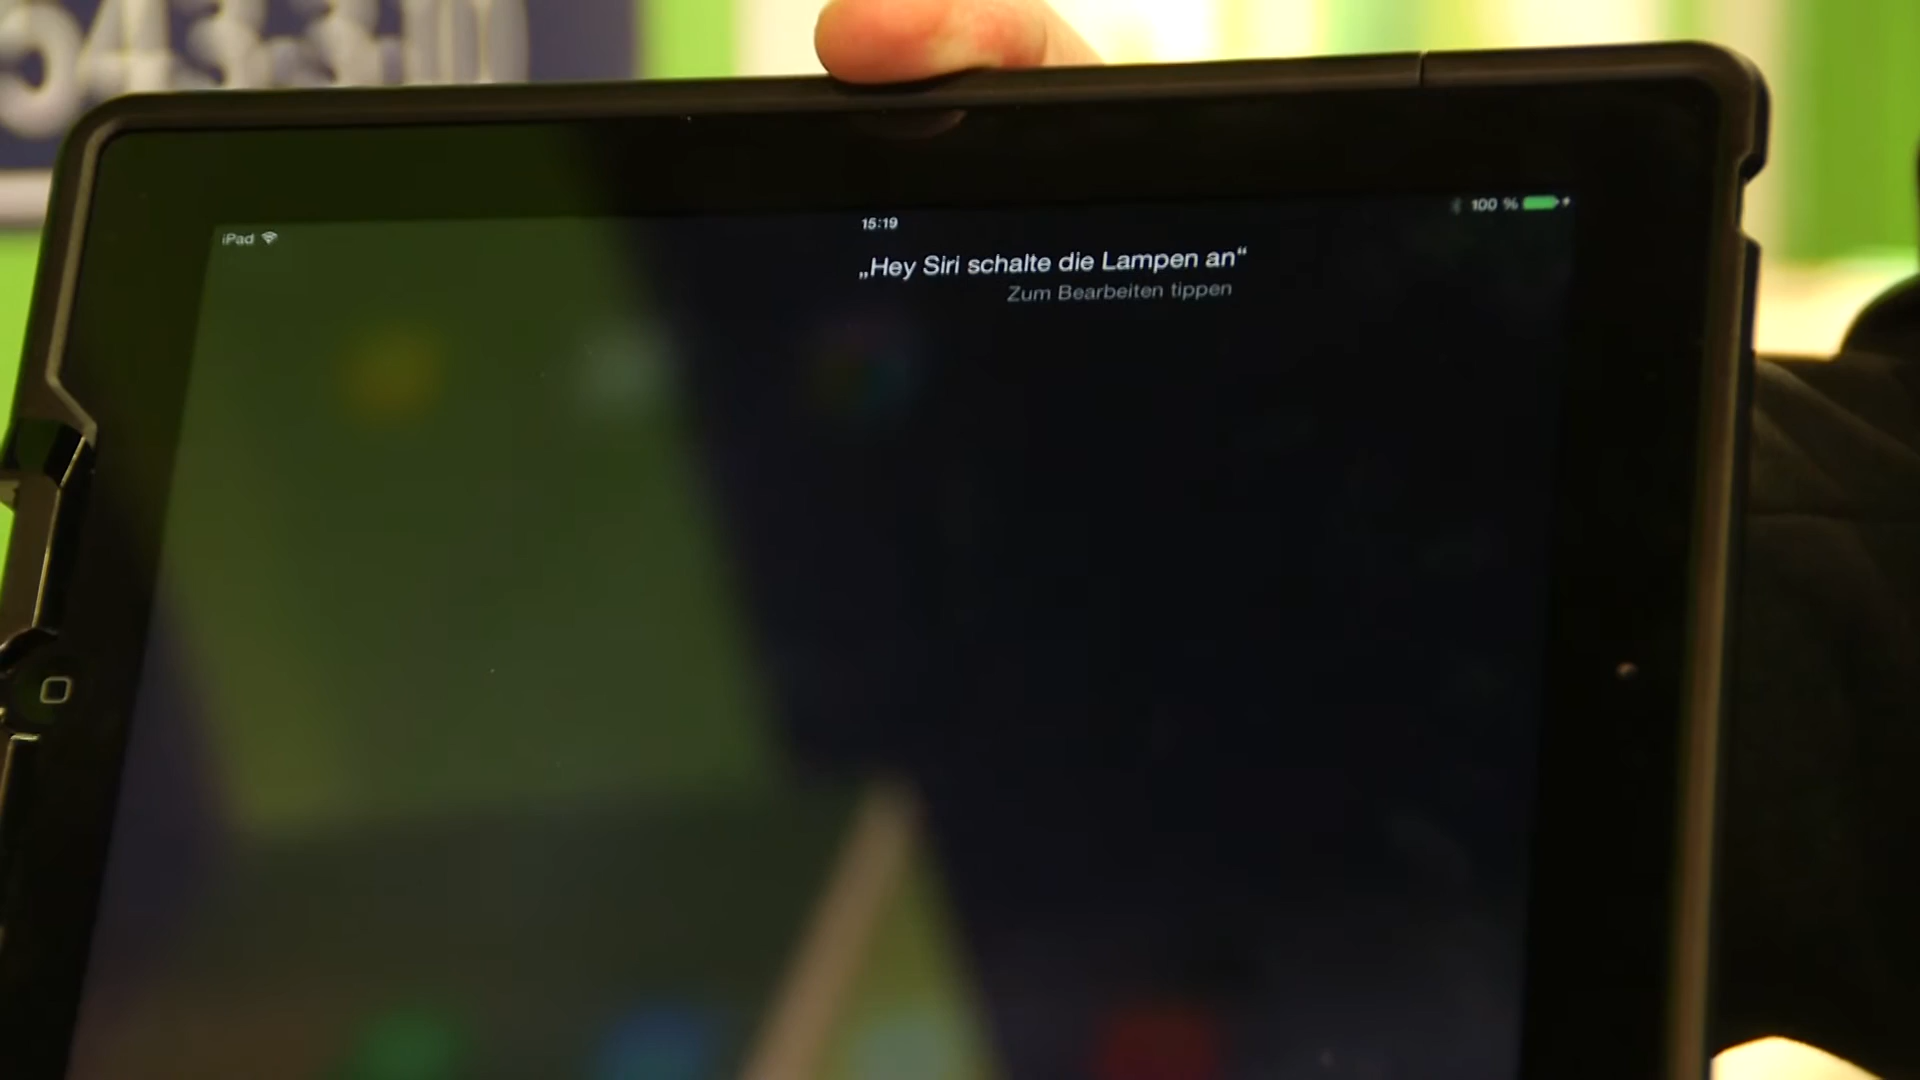 iPad
15:19
100 %
„Hey Siri schalte die Lampen an“
Zum Bearbeiten tippen